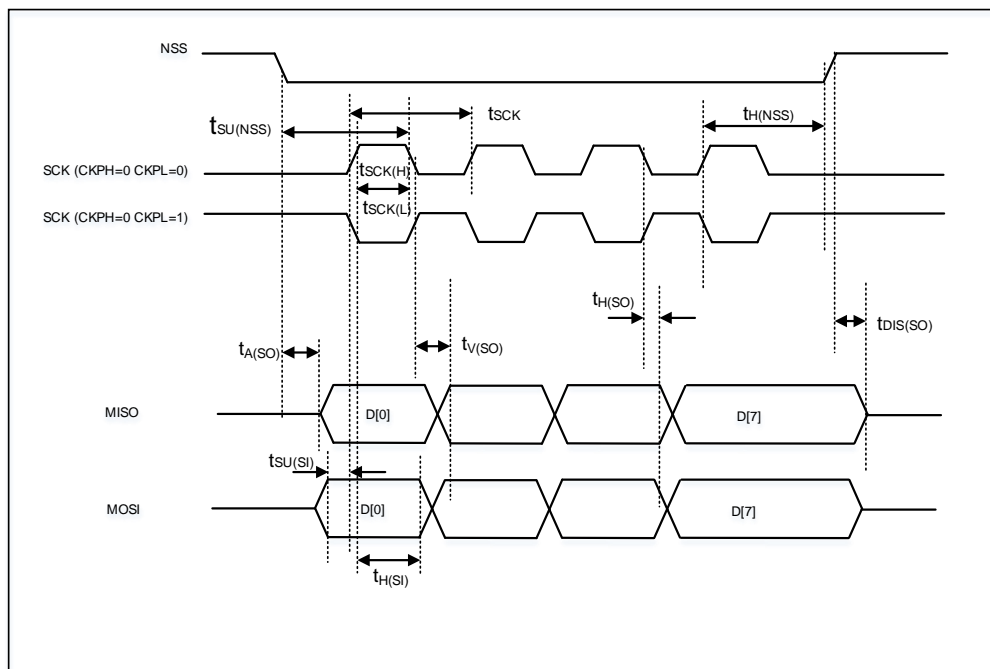 NSS
tSCK
tH(NSS)
tSU(NSS)
SCK (CKPH=0 CKPL=0)
tSCK(H)
SCK (CKPH=0 CKPL=1)
tSCK(L)
tH(SO)
tDIS(SO)
tA(SO)
tV(SO)
MISO
D[0]
D[7]
tSU(SI)
MOSI
D[0]
D[7]
tH(SI)